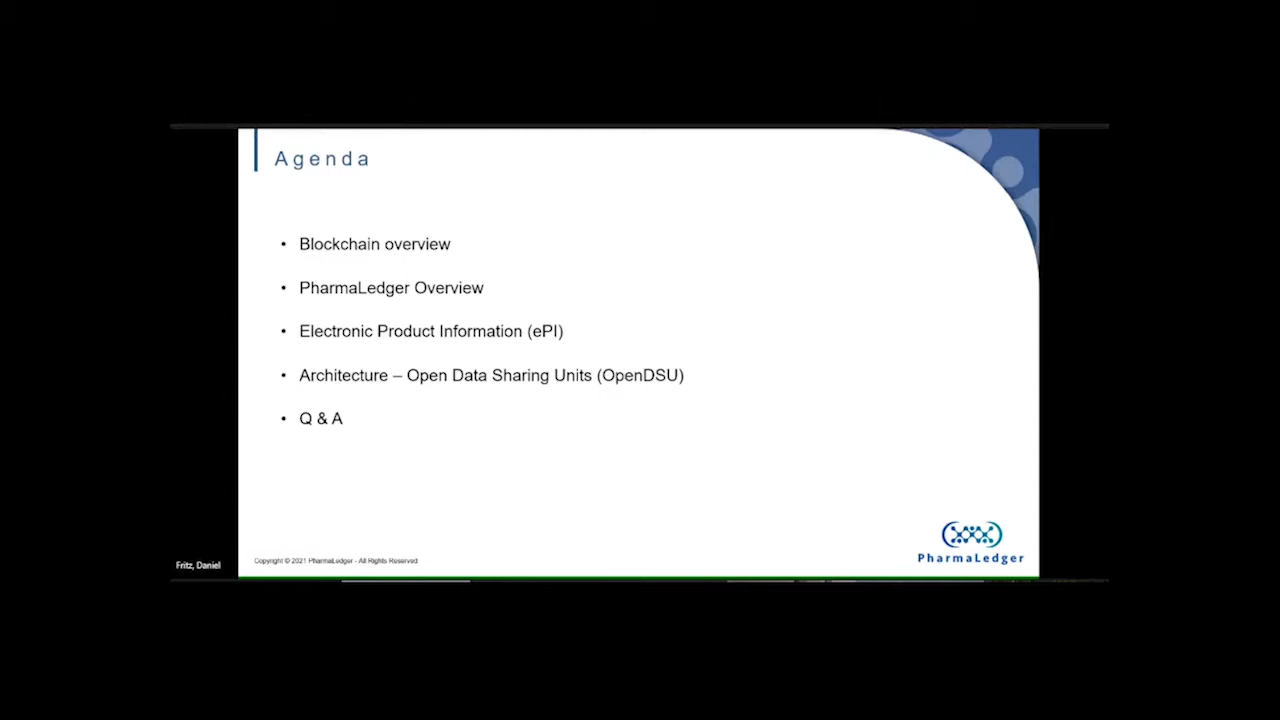 Agenda
• Blockchain overview
• PharmaLedger Overview
• Electronic Product Information (ePI)
• Architecture – Open Data Sharing Units (OpenDSU)
• Q & A
PharmaLedger
Copyright © 2021 PharmaLedger - All Rights Reserved
Fritz, Daniel